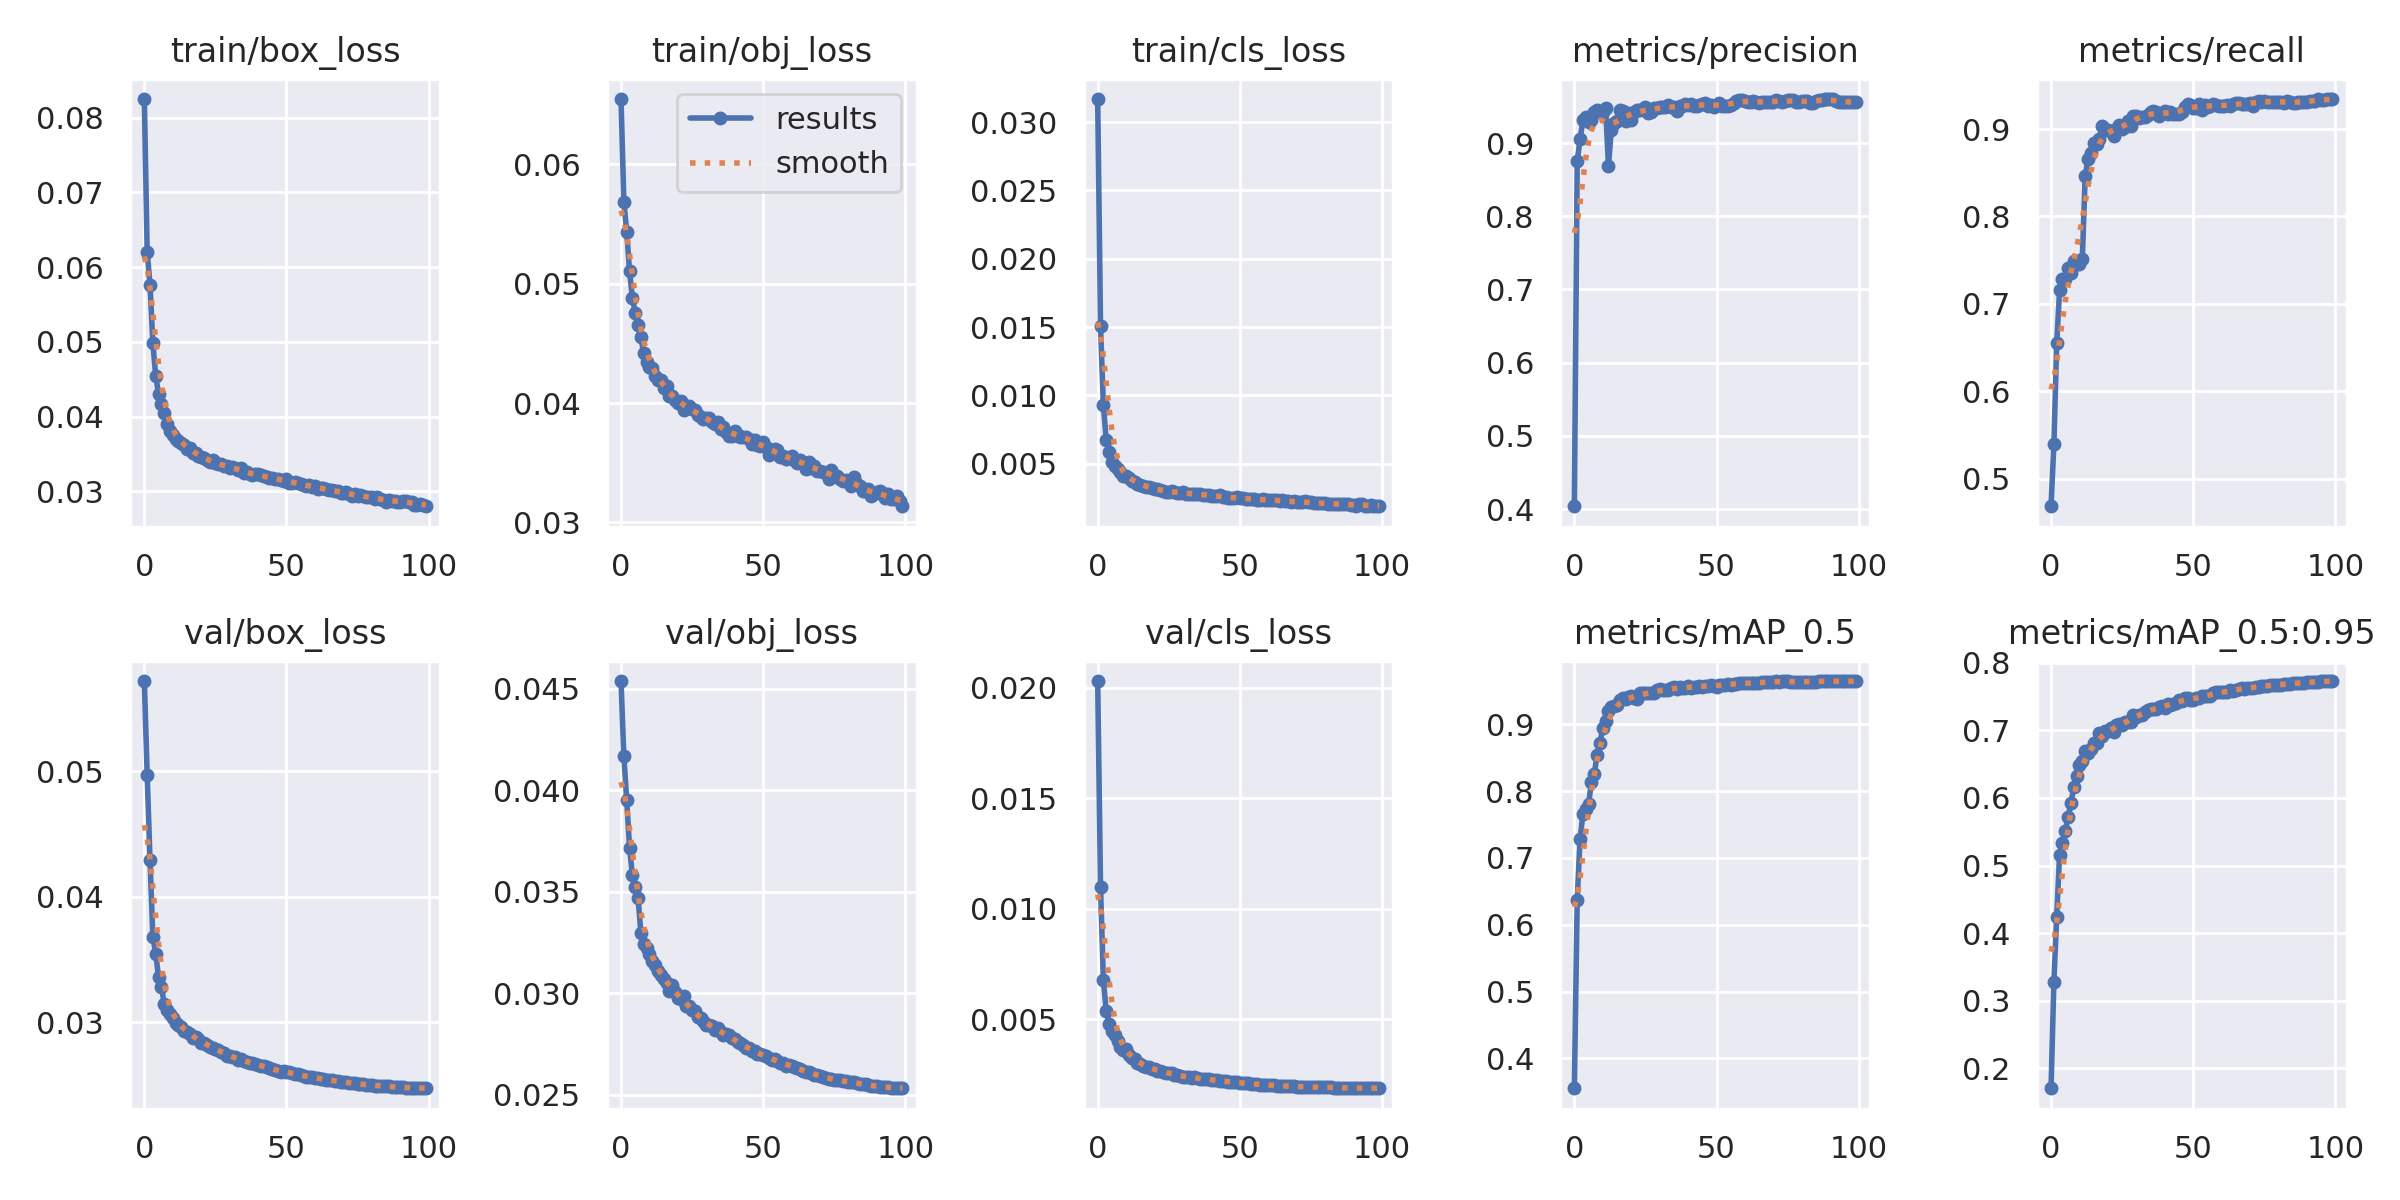 train/box_loss
0.08
0.07
0.06
0.05
0.04
0.03
0 50 100
train/obj_loss
results
smooth
0.06
0.05
0.04
0.03
0 50 100
train/cls_loss
0.030
0.025
0.020
0.015
0.010
0.005
0 50 100
metrics/precision
0.9
0.8
0.7
0.6
0.5
0.4
0 50 100
metrics/recall
0.9
0.8
0.7
0.6
0.5
0 50 100
val/box_loss
0.05
0.04
0.03
0 50 100
val/obj_loss
0.045
0.040
0.035
0.030
0.025
0 50 100
val/cls_loss
0.020
0.015
0.010
0.005
0 50 100
metrics/mAP_0.5
0.9
0.8
0.7
0.6
0.5
0.4
0 50 100
metrics/mAP_0.5:0.95
0.8
0.7
0.6
0.5
0.4
0.3
0.2
0 50 100